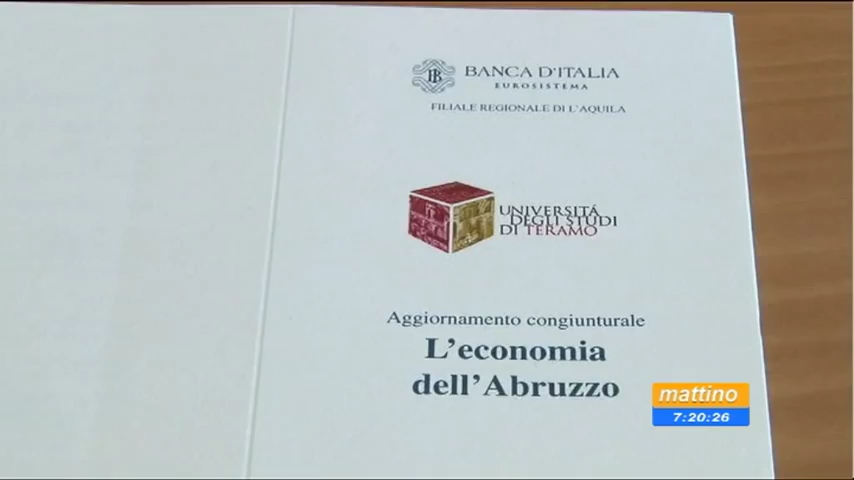 BANCA D'ITALIA
EUROSISTEMA
FILIALE REGIONALE DI L'AQUILA
UNIVERSITÁ
DEGLI STUDI
DI TERAMO
Aggiornamento congiunturale
L'economia
dell'Abruzzo
mattino
7:20:26